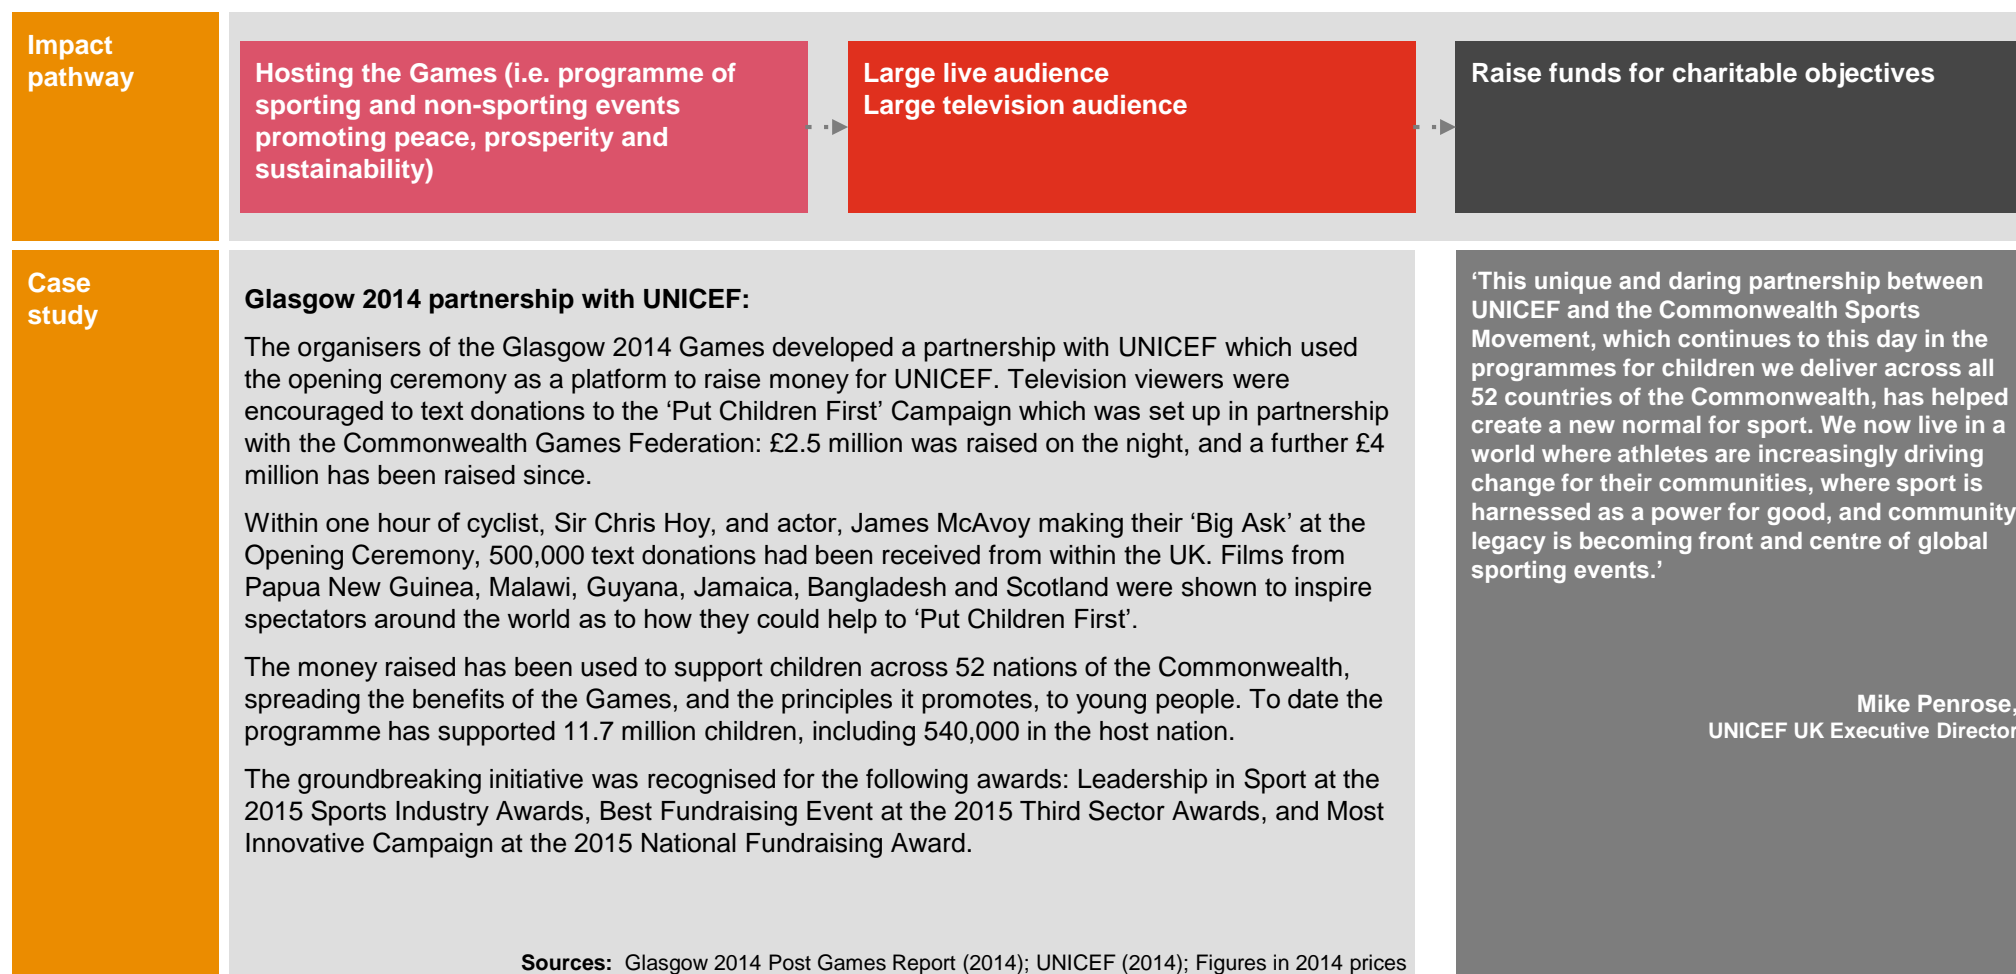 Impact
pathway
Hosting the Games (i.e. programme of
sporting and non-sporting events
promoting peace, prosperity and
sustainability)
Large live audience
Large television audience
Raise funds for charitable objectives
Case
study
Glasgow 2014 partnership with UNICEF:
The organisers of the Glasgow 2014 Games developed a partnership with UNICEF which used
the opening ceremony as a platform to raise money for UNICEF. Television viewers were
encouraged to text donations to the ‘Put Children First’ Campaign which was set up in partnership
with the Commonwealth Games Federation: £2.5 million was raised on the night, and a further £4
million has been raised since.
Within one hour of cyclist, Sir Chris Hoy, and actor, James McAvoy making their ‘Big Ask’ at the
Opening Ceremony, 500,000 text donations had been received from within the UK. Films from
Papua New Guinea, Malawi, Guyana, Jamaica, Bangladesh and Scotland were shown to inspire
spectators around the world as to how they could help to ‘Put Children First’.
The money raised has been used to support children across 52 nations of the Commonwealth,
spreading the benefits of the Games, and the principles it promotes, to young people. To date the
programme has supported 11.7 million children, including 540,000 in the host nation.
The groundbreaking initiative was recognised for the following awards: Leadership in Sport at the
2015 Sports Industry Awards, Best Fundraising Event at the 2015 Third Sector Awards, and Most
Innovative Campaign at the 2015 National Fundraising Award.
Sources: Glasgow 2014 Post Games Report (2014); UNICEF (2014); Figures in 2014 prices
‘This unique and daring partnership between
UNICEF and the Commonwealth Sports
Movement, which continues to this day in the
programmes for children we deliver across all
52 countries of the Commonwealth, has helped
create a new normal for sport. We now live in a
world where athletes are increasingly driving
change for their communities, where sport is
harnessed as a power for good, and community
legacy is becoming front and centre of global
sporting events.’
Mike Penrose,
UNICEF UK Executive Director